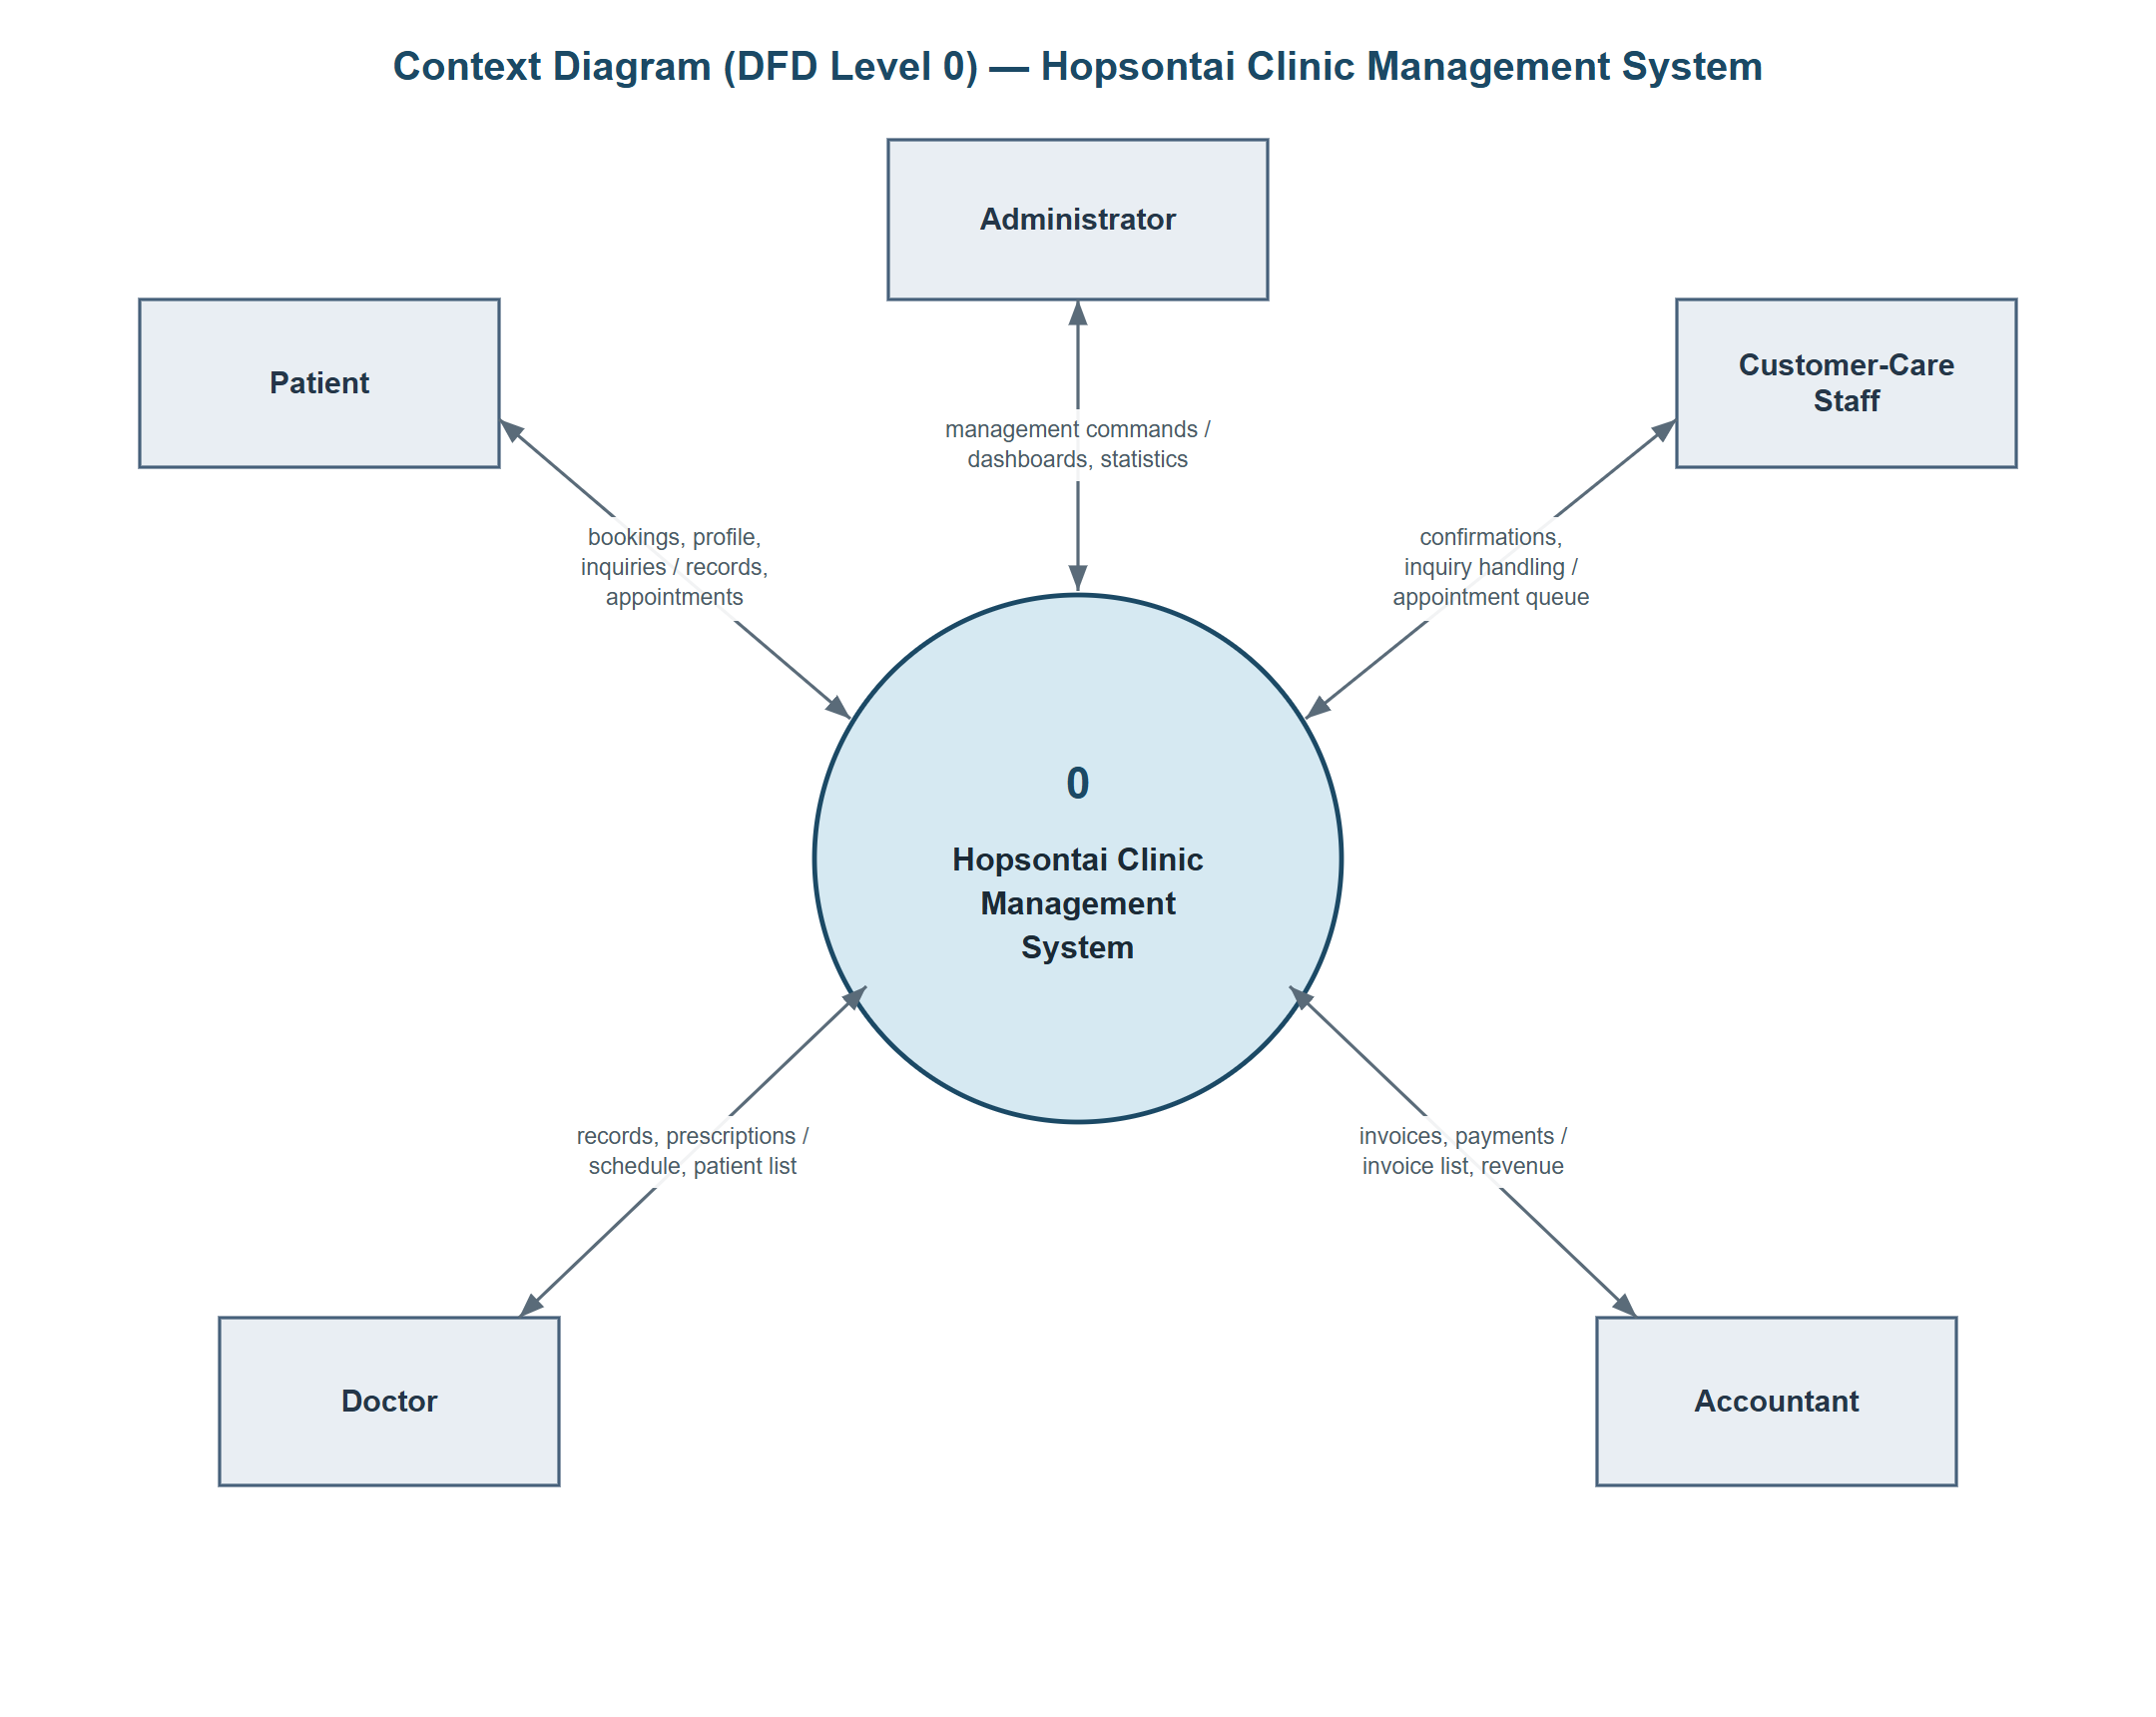 Context Diagram (DFD Level 0) — Hopsontai Clinic Management System
Administrator
Patient
Customer-Care
Staff
management commands /
dashboards, statistics
bookings, profile,
inquiries / records,
appointments
confirmations,
inquiry handling /
appointment queue
0
Hopsontai Clinic
Management
System
records, prescriptions /
schedule, patient list
invoices, payments /
invoice list, revenue
Doctor
Accountant